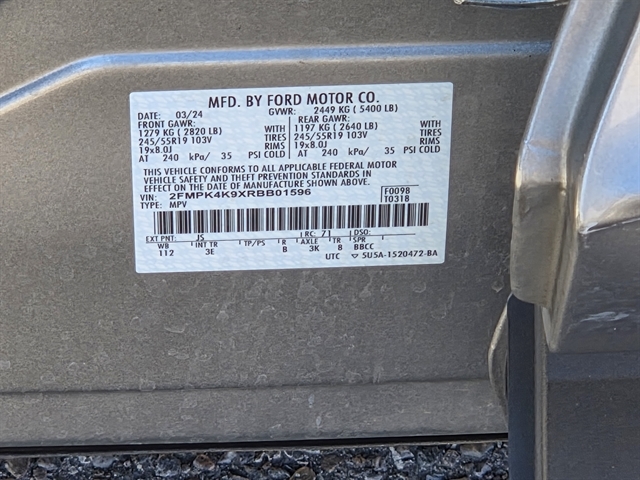 MFD. BY FORD MOTOR CO.
DATE: 03/24 GVWR: 2449 KG ( 5400 LB)
FRONT GAWR: REAR GAWR:
1279 KG ( 2820 LB) WITH 1197 KG ( 2640 LB) WITH
245/55R19 103V TIRES 245/55R19 103V TIRES
19x8.0J RIMS 19x8.0J RIMS
AT 240 kPa/ 35 PSI COLD AT 240 kPa/ 35 PSI COLD
THIS VEHICLE CONFORMS TO ALL APPLICABLE FEDERAL MOTOR
VEHICLE SAFETY AND THEFT PREVENTION STANDARDS IN
EFFECT ON THE DATE OF MANUFACTURE SHOWN ABOVE.
VIN: 2FMPK4K9XRBB01596 F0098
TYPE: MPV T0318
EXT PNT: J5 RC: 71 DSO:
WB INT TR TP/PS R AXLE TR SPR
112 3E B 3K 8 BBCC
UTC ▽ 5U5A-1520472-BA